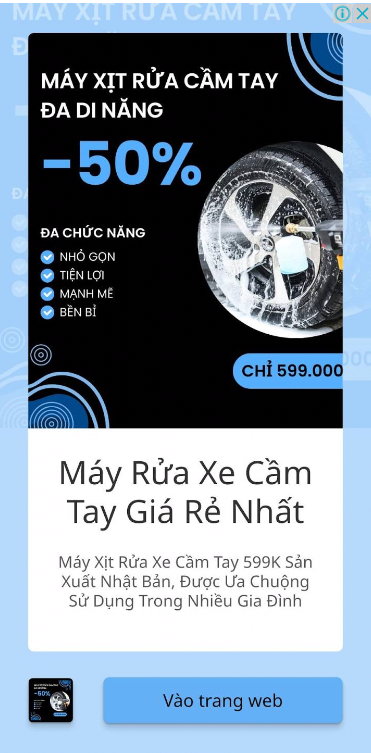 MÁY XỊT RỬA CẦM TAY
MÁY XỊT RỬA CẦM TAY
ĐA DI NĂNG
-50%
ĐA CHỨC NĂNG
NHỎ GỌN
TIỆN LỢI
MẠNH MẼ
BỀN BỈ
CHỈ 599.000
Máy Rửa Xe Cầm
Tay Giá Rẻ Nhất
Máy Xịt Rửa Xe Cầm Tay 599K Sản
Xuất Nhật Bản, Được Ưa Chuộng
Sử Dụng Trong Nhiều Gia Đình
Vào trang web